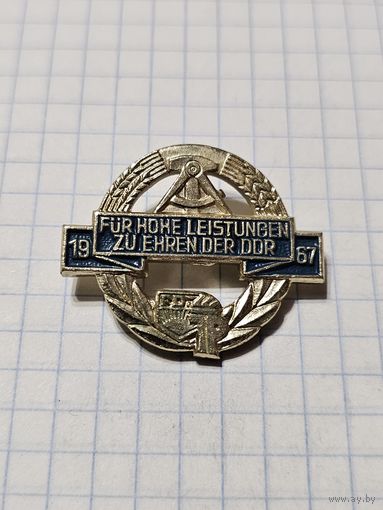 FÜR HOHE LEISTUNGEN
19 ZU EHREN DER DDR 67
www.ay.by